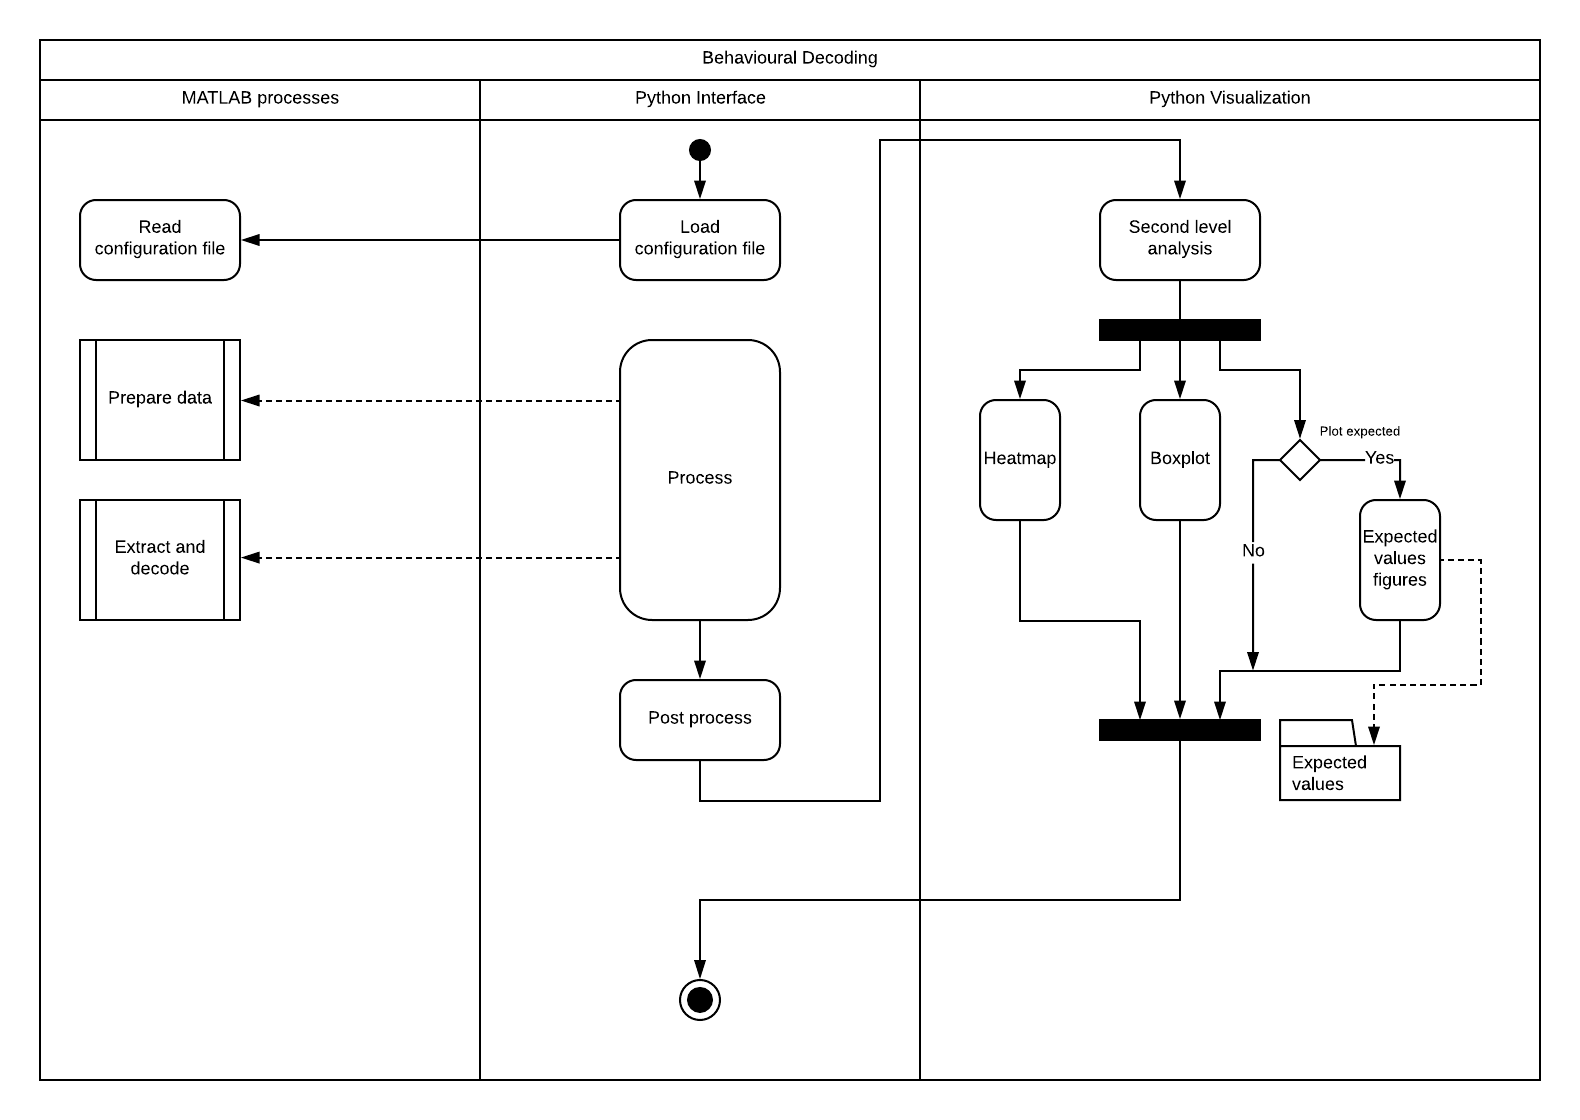 Behavioural Decoding
MATLAB processes
Python Interface
Python Visualization
Read
configuration file
Load
configuration file
Second level
analysis
Prepare data
Process
Extract and
decode
Post process
Heatmap
Boxplot
Plot expected
Yes
No
Expected
values
figures
Expected
values